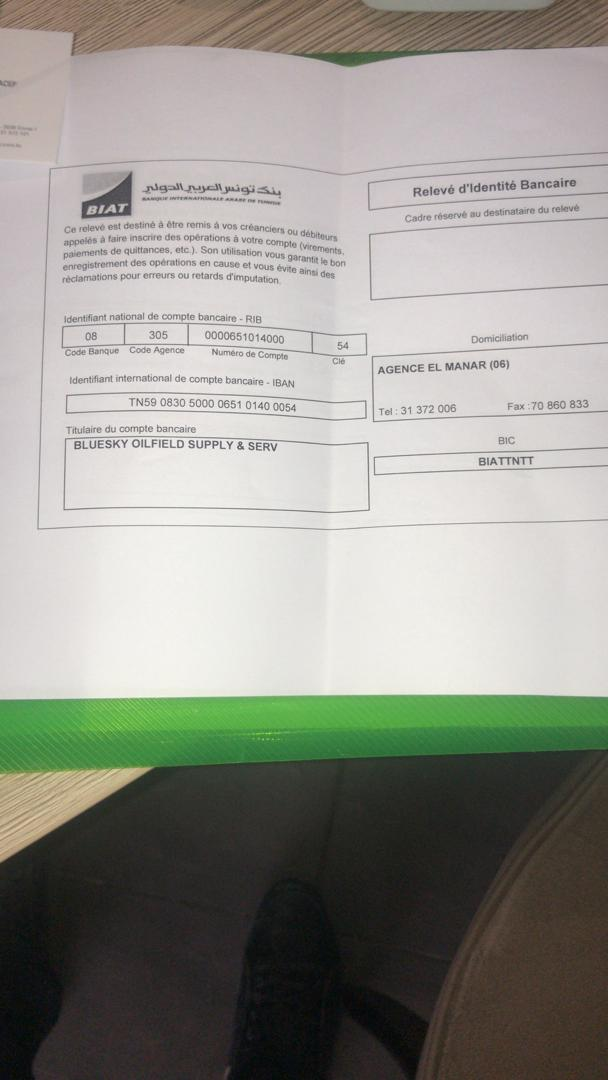 ACEF
بنك تونس العربي الدولي
BANQUE INTERNATIONALE ARABE DE TUNISIE
BIAT
Ce relevé est destiné à être remis à vos créanciers ou débiteurs
appelés à faire inscrire des opérations à votre compte (virements,
paiements de quittances, etc.). Son utilisation vous garantit le bon
enregistrement des opérations en cause et vous évite ainsi des
réclamations pour erreurs ou retards d'imputation.
Relevé d'Identité Bancaire
Cadre réservé au destinataire du relevé
Identifiant national de compte bancaire - RIB
08 305 0000651014000 54
Code Banque Code Agence Numéro de Compte Clé
Identifiant international de compte bancaire - IBAN
TN59 0830 5000 0651 0140 0054
Titulaire du compte bancaire
BLUESKY OILFIELD SUPPLY & SERV
Domiciliation
AGENCE EL MANAR (06)
Tel : 31 372 006 Fax :70 860 833
BIC
BIATTNTT